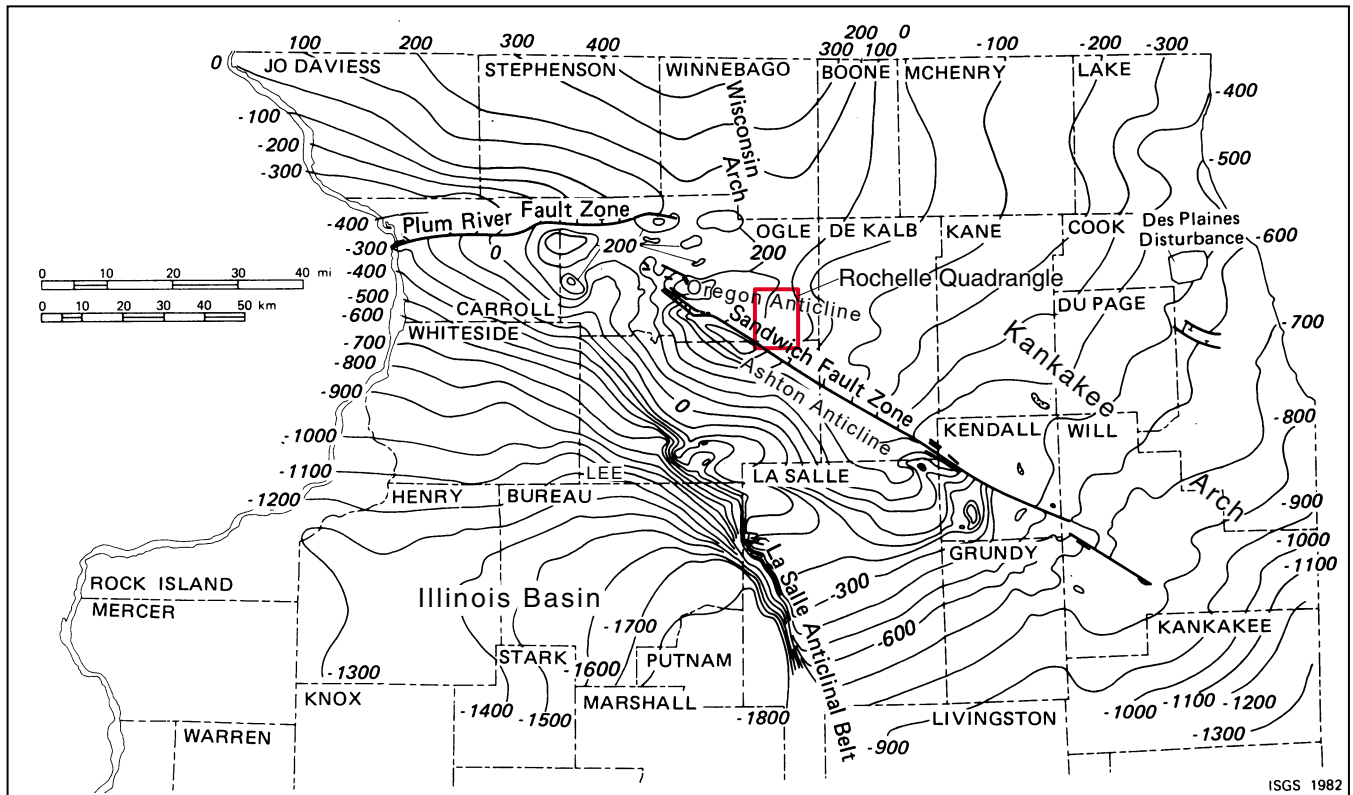 0
100
200
300
400
200
300
100
0
-100
-200
-300
JO DAVIESS
STEPHENSON
WINNEBAGO
BOONE
MCHENRY
LAKE
-400
-100
-200
-300
-500
Wisconsin
Arch
-400
-300
-400
-500
-600
Plum River Fault Zone
0
200
OGLE
200
DE KALB
KANE
COOK
Des Plaines
Disturbance
-600
0 10 20 30 40 mi
0 10 20 30 40 50 km
CARROLL
WHITESIDE
Rochelle Quadrangle
egon Anticline
DU PAGE
Sandwich Fault Zone
Ashton Anticline
Kankakee
Arch
-700
-700
-800
-900
0
KENDALL
WILL
-800
-1000
-1100
-1200
LEE
LA SALLE
HENRY
BUREAU
-900
-1000
-1100
GRUNDY
ROCK ISLAND
MERCER
Illinois Basin
La Salle Anticlinal Belt
-300
-600
-1700
KANKAKEE
STARK
-1600
PUTNAM
-1300
KNOX
-1400
-1500
MARSHALL
-1800
-900
LIVINGSTON
-1000
-1100
-1200
-1300
WARREN
ISGS 1982